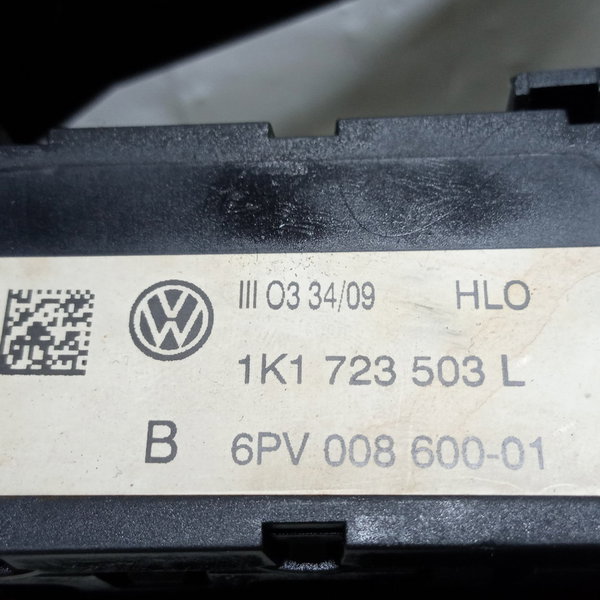 III 03 34/09 HLO
1K1 723 503 L
B 6PV 008 600-01